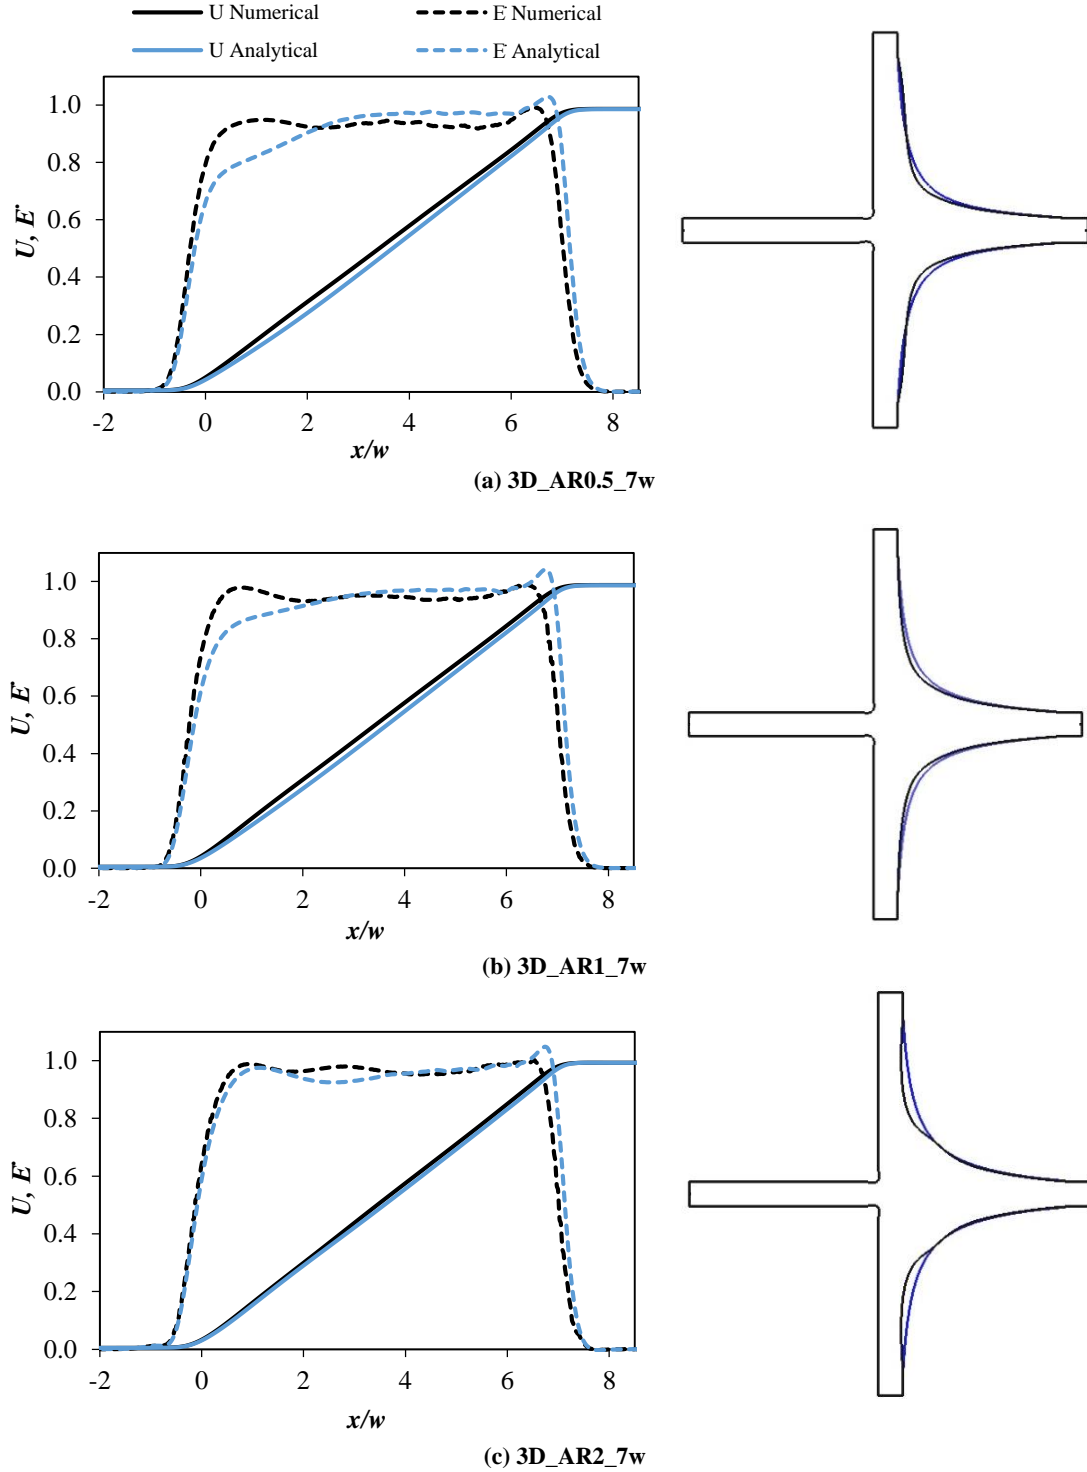 U Numerical E Numerical
U Analytical E Analytical
1.0
0.8
0.6
0.4
0.2
0.0
U, E*
-2 0 2 4 6 8
x/w
(a) 3D_AR0.5_7w
1.0
0.8
0.6
0.4
0.2
0.0
U, E*
-2 0 2 4 6 8
x/w
(b) 3D_AR1_7w
1.0
0.8
0.6
0.4
0.2
0.0
U, E*
-2 0 2 4 6 8
x/w
(c) 3D_AR2_7w